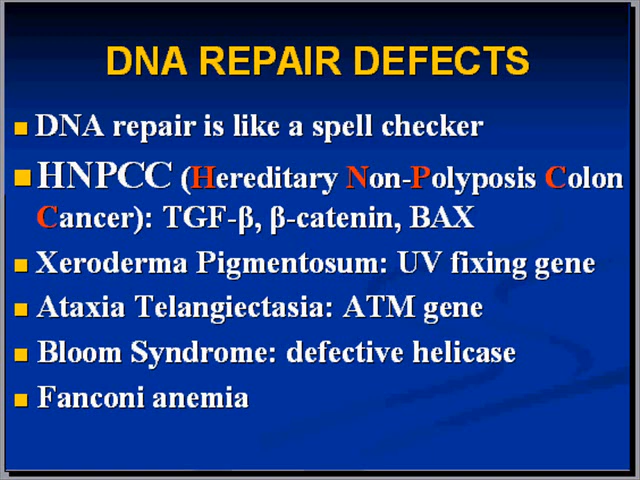 DNA REPAIR DEFECTS
DNA repair is like a spell checker
HNPCC (Hereditary Non-Polyposis Colon
Cancer): TGF-β, β-catenin, BAX
Xeroderma Pigmentosum: UV fixing gene
Ataxia Telangiectasia: ATM gene
Bloom Syndrome: defective helicase
Fanconi anemia